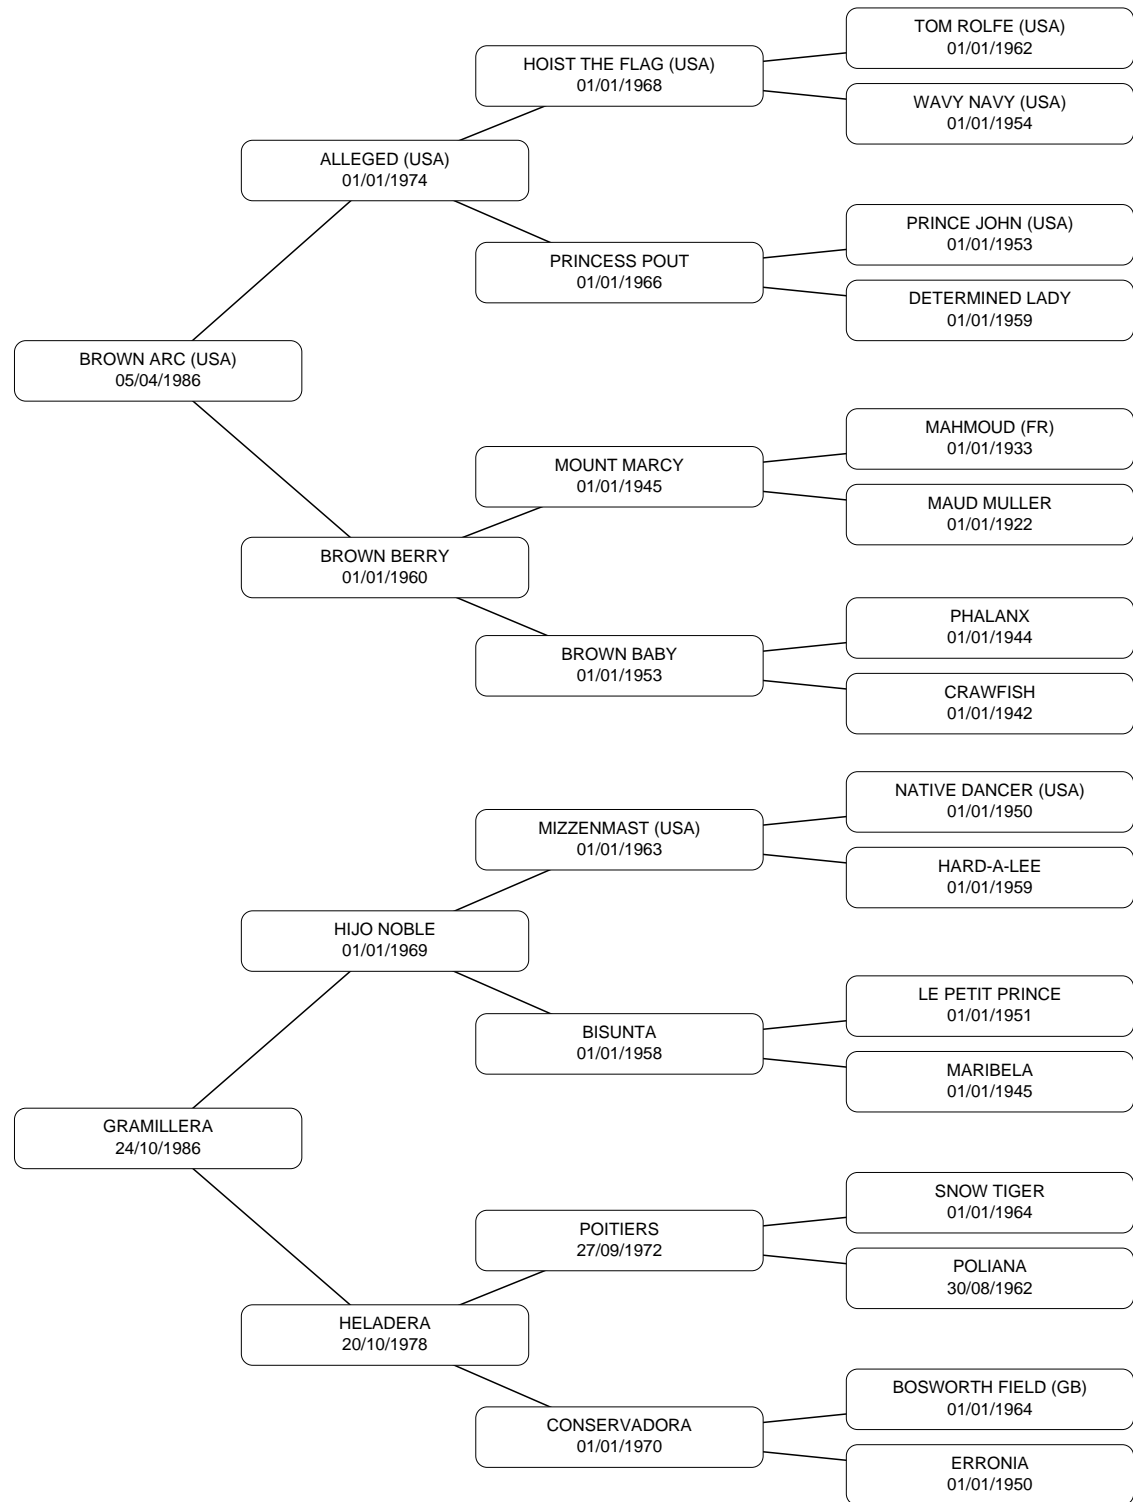 TOM ROLFE (USA)
01/01/1962
HOIST THE FLAG (USA)
01/01/1968
WAVY NAVY (USA)
01/01/1954
ALLEGED (USA)
01/01/1974
PRINCE JOHN (USA)
01/01/1953
PRINCESS POUT
01/01/1966
DETERMINED LADY
01/01/1959
BROWN ARC (USA)
05/04/1986
MAHMOUD (FR)
01/01/1933
MOUNT MARCY
01/01/1945
MAUD MULLER
01/01/1922
BROWN BERRY
01/01/1960
PHALANX
01/01/1944
BROWN BABY
01/01/1953
CRAWFISH
01/01/1942
NATIVE DANCER (USA)
01/01/1950
MIZZENMAST (USA)
01/01/1963
HARD-A-LEE
01/01/1959
HIJO NOBLE
01/01/1969
LE PETIT PRINCE
01/01/1951
BISUNTA
01/01/1958
MARIBELA
01/01/1945
GRAMILLERA
24/10/1986
SNOW TIGER
01/01/1964
POITIERS
27/09/1972
POLIANA
30/08/1962
HELADERA
20/10/1978
BOSWORTH FIELD (GB)
01/01/1964
CONSERVADORA
01/01/1970
ERRONIA
01/01/1950